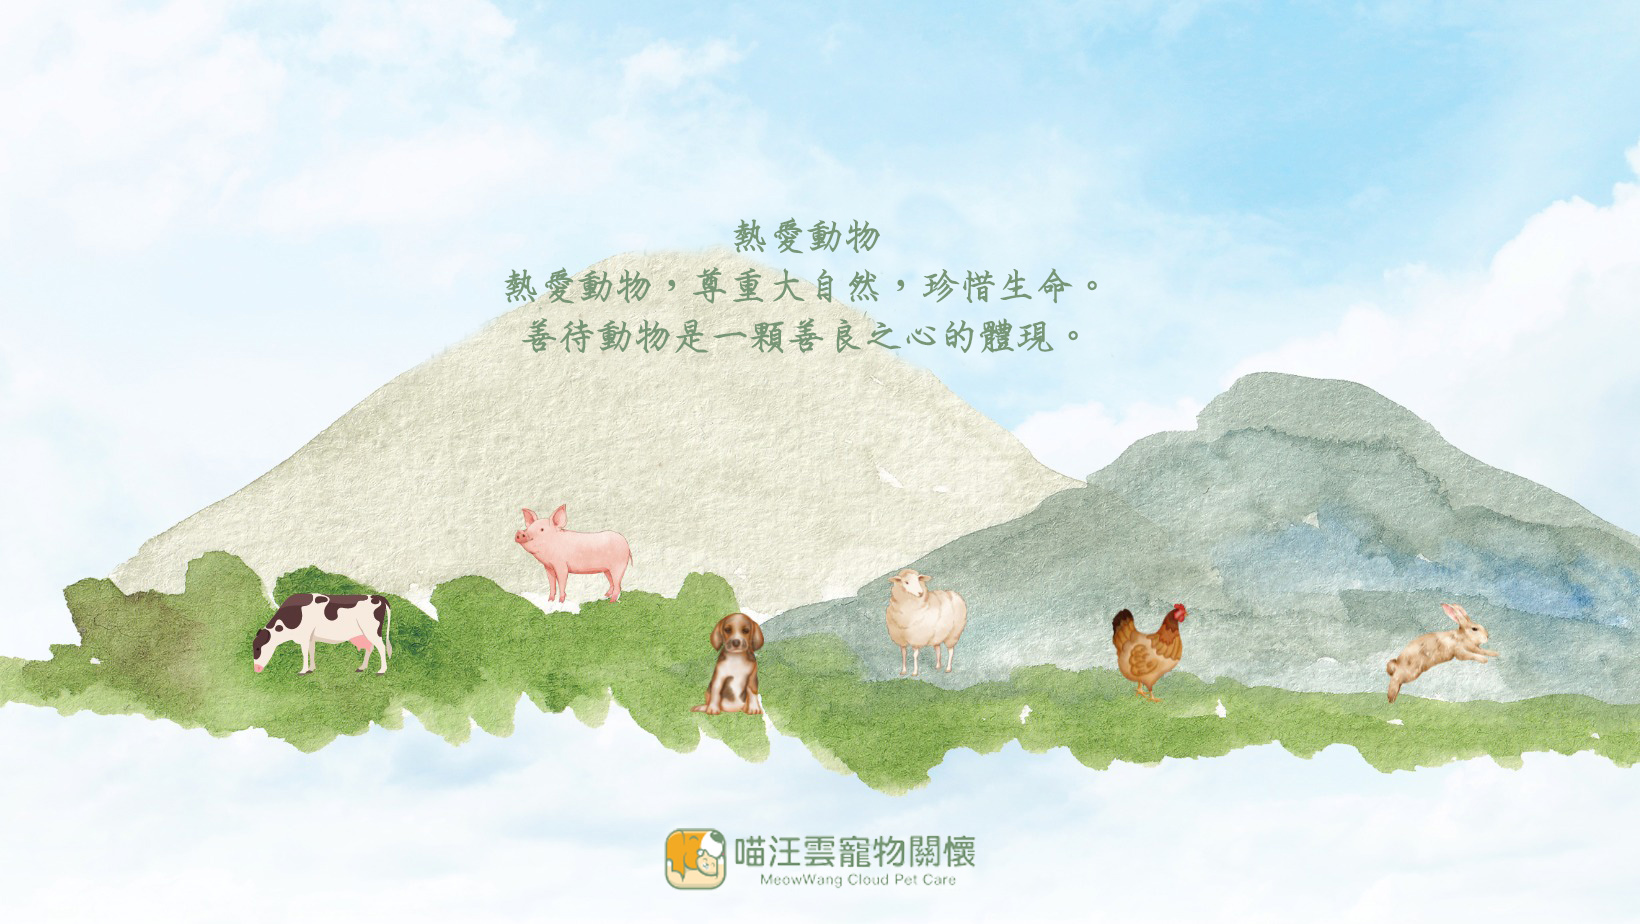 熱愛動物
熱愛動物，尊重大自然，珍惜生命。
善待動物是一顆善良之心的體現。
喵汪雲寵物關懷
MeowWang Cloud Pet Care